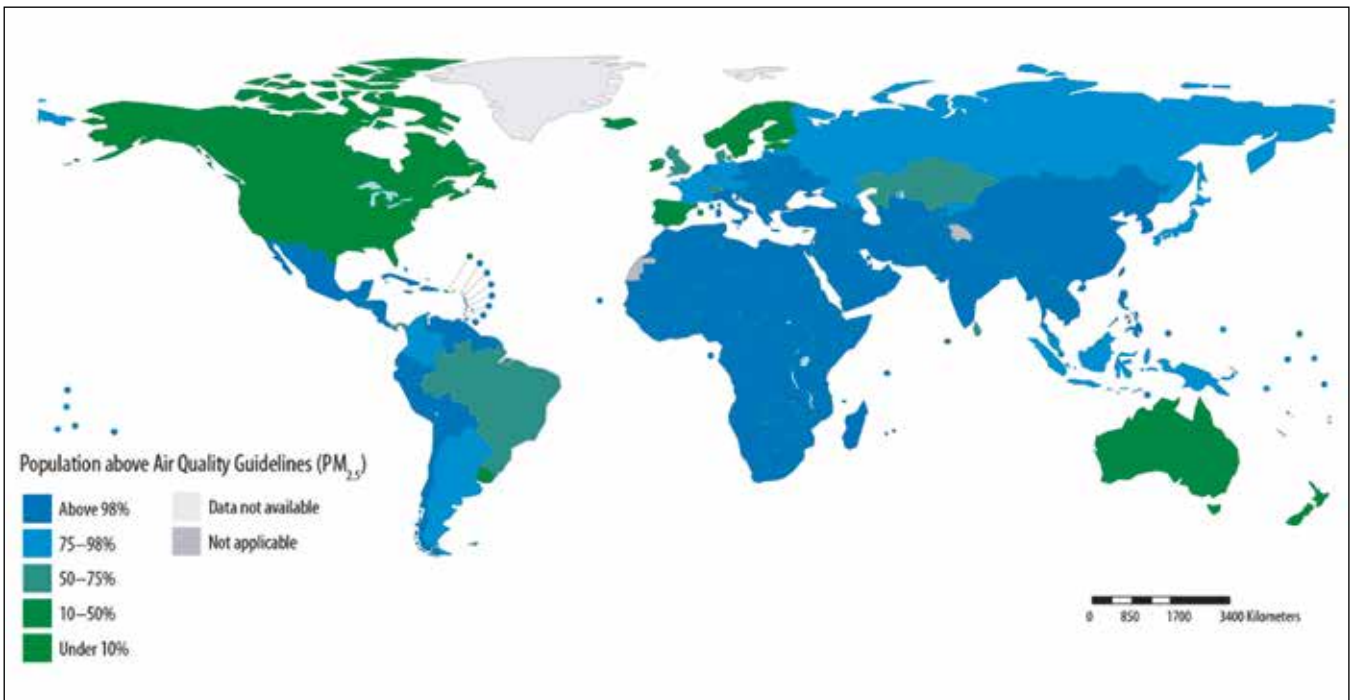 Population above Air Quality Guidelines (PM2.5)
Above 98%
75–98%
50–75%
10–50%
Under 10%
Data not available
Not applicable
0 850 1700 3400 Kilometers